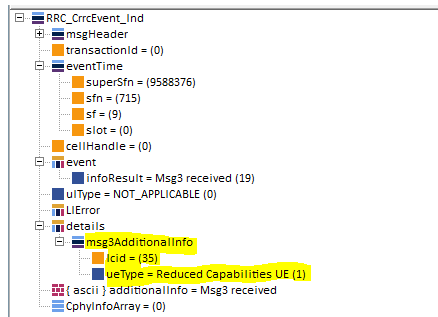 RRC_CrrcEvent_Ind
msgHeader
transactionId = (0)
eventTime
superSfn = (9588376)
sfn = (715)
sf = (9)
slot = (0)
cellHandle = (0)
event
infoResult = Msg3 received (19)
ulType = NOT_APPLICABLE (0)
LlError
details
msg3AdditionalInfo
lcid = (35)
ueType = Reduced Capabilities UE (1)
{ ascii } additionalInfo = Msg3 received
CphyInfoArray = (0)